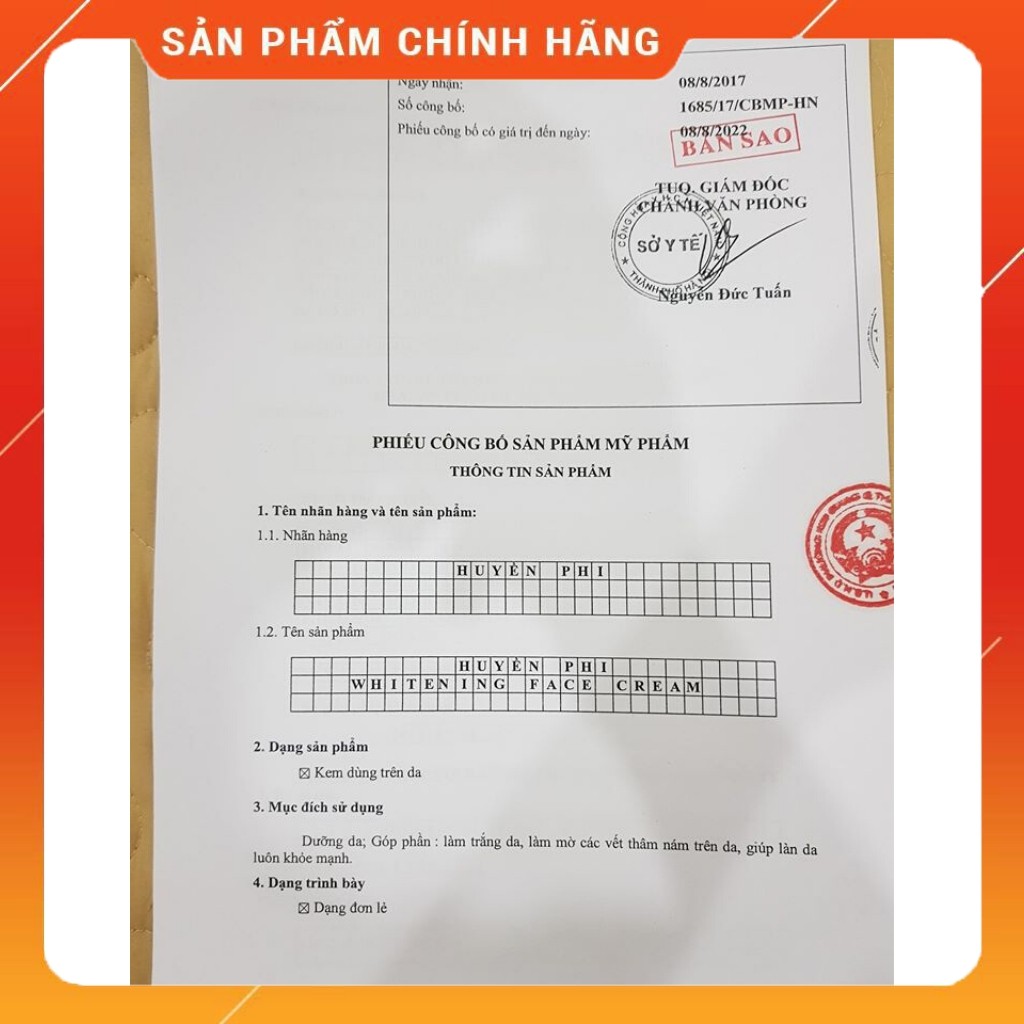 SẢN PHẨM CHÍNH HÃNG
Ngày nhận: 08/8/2017
Số công bố: 1685/17/CBMP-HN
Phiếu công bố có giá trị đến ngày: 08/8/2022
BẢN SAO
TUQ. GIÁM ĐỐC
CHÁNH VĂN PHÒNG
SỞ Y TẾ
THÀNH PHỐ HÀ NỘI
Nguyễn Đức Tuấn
PHIẾU CÔNG BỐ SẢN PHẨM MỸ PHẨM
THÔNG TIN SẢN PHẨM
1. Tên nhãn hàng và tên sản phẩm:
1.1. Nhãn hàng
HUYỀN PHI
1.2. Tên sản phẩm
HUYỀN PHI
WHITENING FACE CREAM
2. Dạng sản phẩm
☒ Kem dùng trên da
3. Mục đích sử dụng
Dưỡng da; Góp phần : làm trắng da, làm mờ các vết thâm nám trên da, giúp làn da
luôn khỏe mạnh.
4. Dạng trình bày
☒ Dạng đơn lẻ